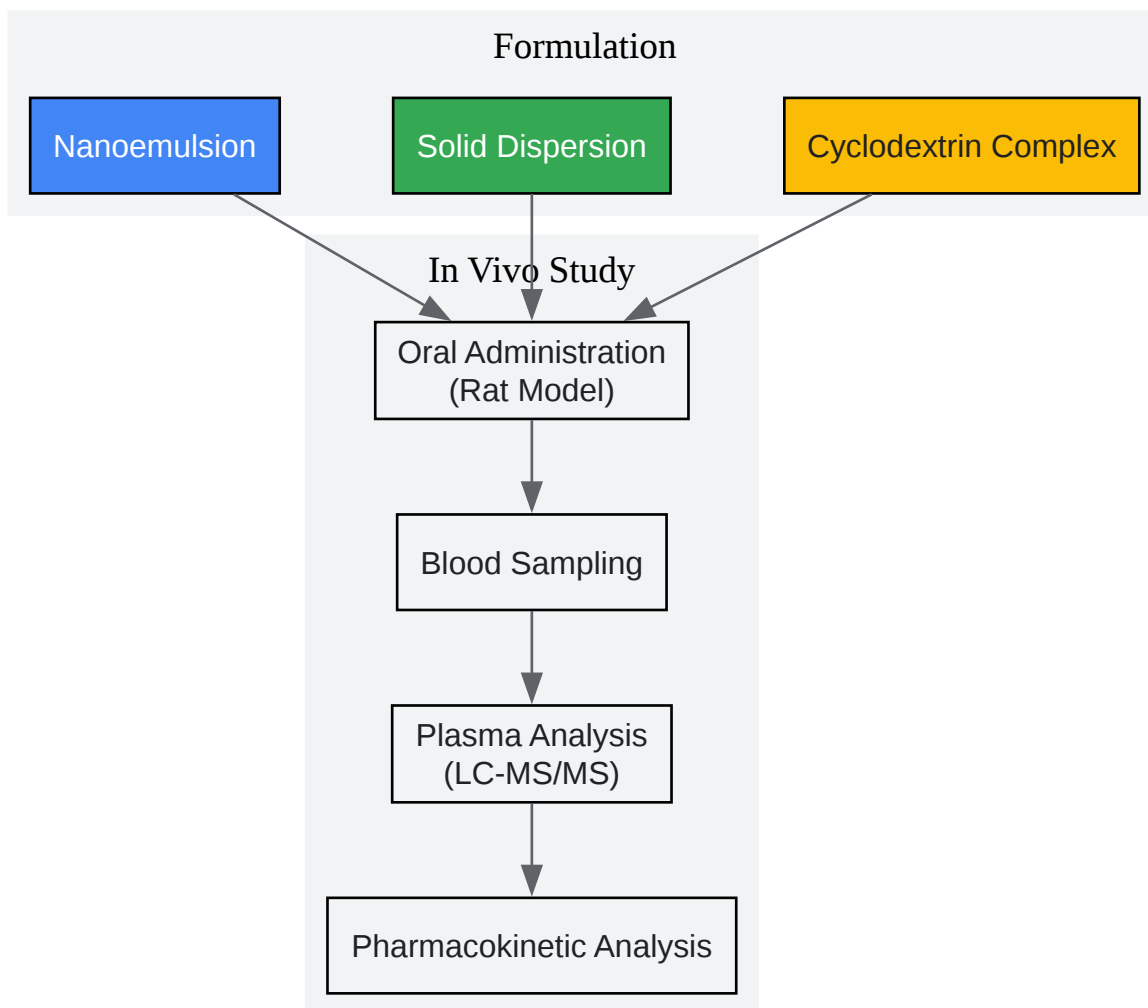 Formulation
Nanoemulsion
Solid Dispersion
Cyclodextrin Complex
In Vivo Study
Oral Administration
(Rat Model)
Blood Sampling
Plasma Analysis
(LC-MS/MS)
Pharmacokinetic Analysis